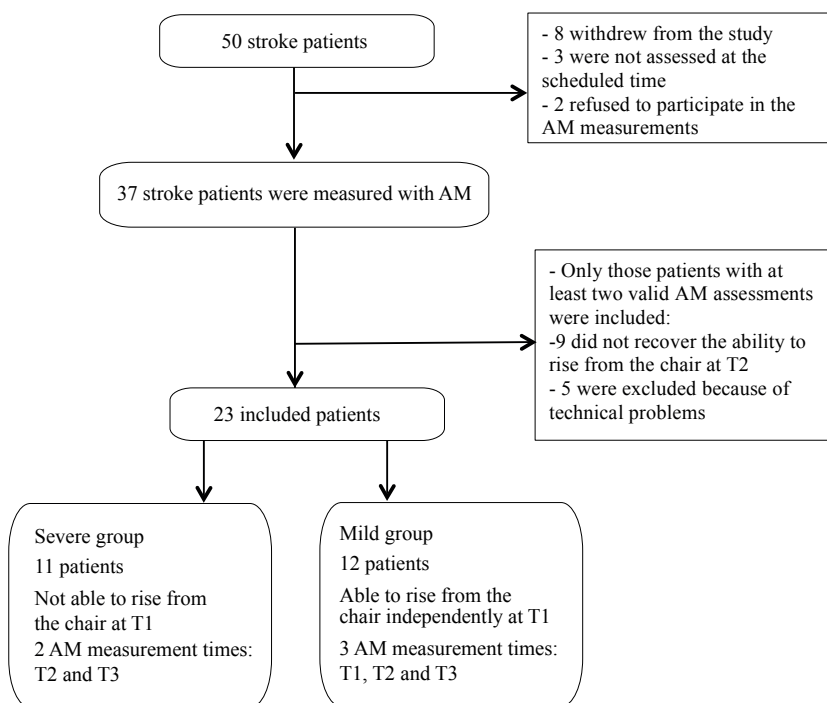 50 stroke patients
- 8 withdrew from the study
- 3 were not assessed at the
scheduled time
- 2 refused to participate in the
AM measurements
37 stroke patients were measured with AM
- Only those patients with at
least two valid AM assessments
were included:
-9 did not recover the ability to
rise from the chair at T2
- 5 were excluded because of
technical problems
23 included patients
Severe group
11 patients
Not able to rise from
the chair at T1
2 AM measurement times:
T2 and T3
Mild group
12 patients
Able to rise from the
chair independently at T1
3 AM measurement times:
T1, T2 and T3